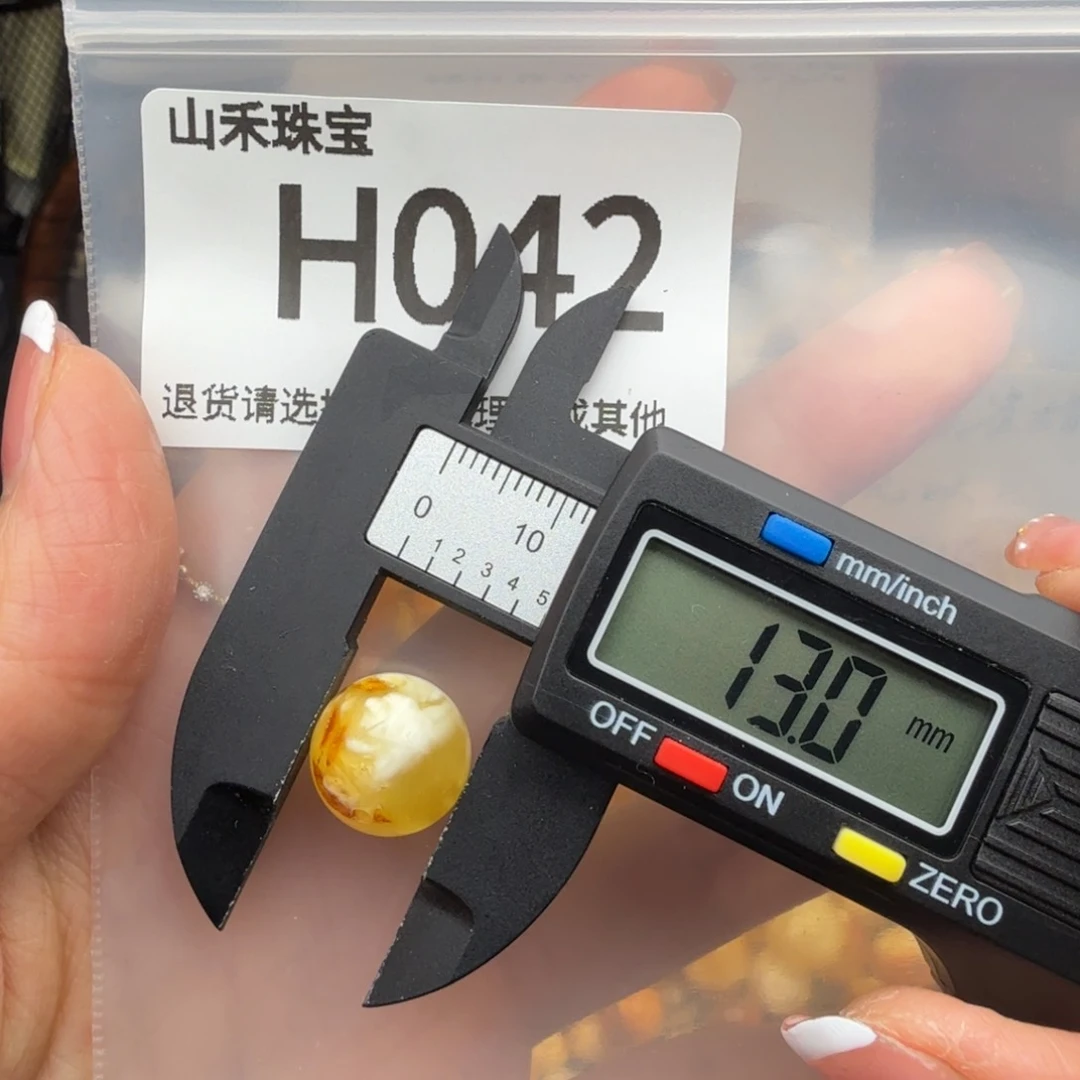 山禾珠宝
H042
退货请选 理 或其他
0 10
1 2 3 4 5
mm/inch
13.0 mm
OFF ON
ZERO